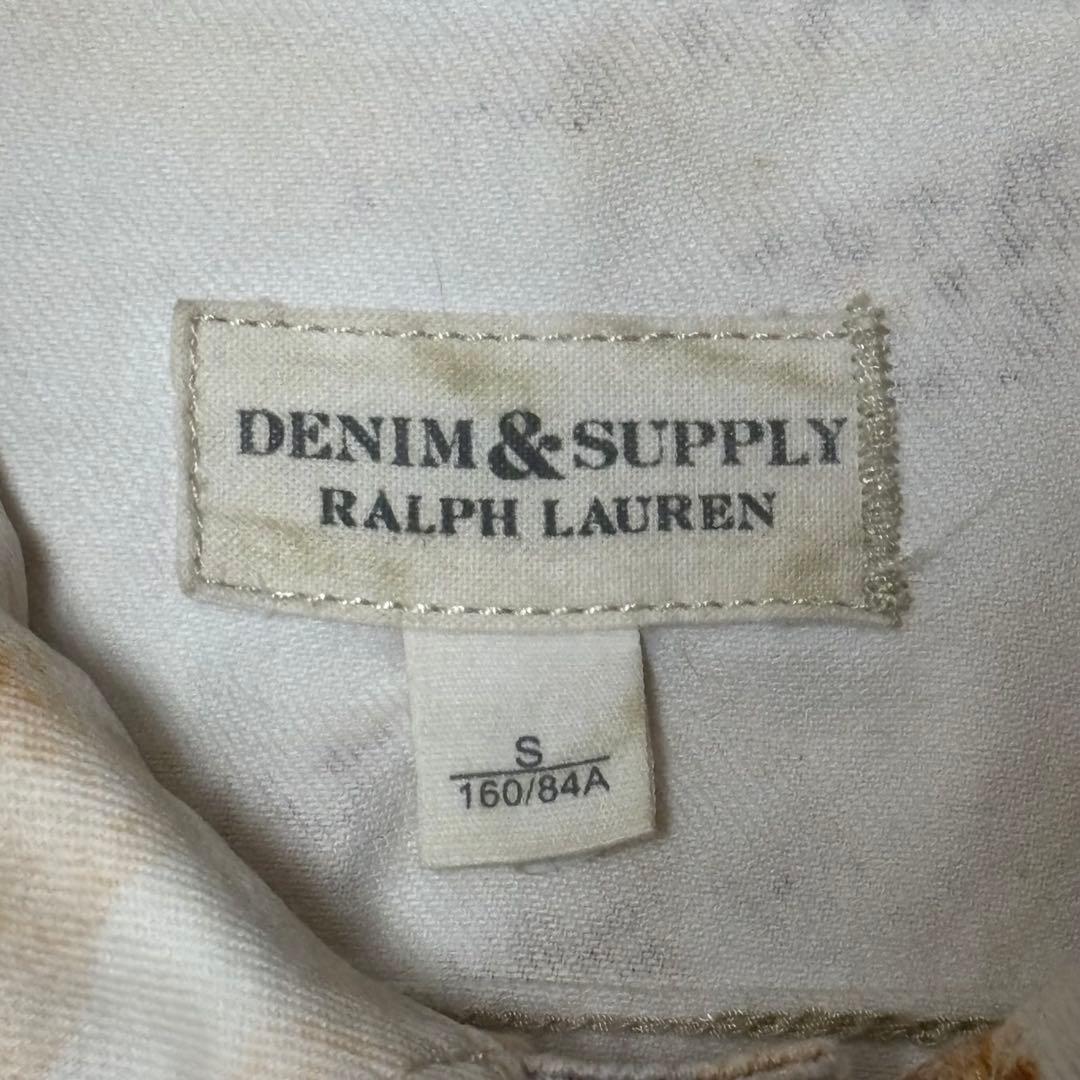 DENIM & SUPPLY
RALPH LAUREN
S
160/84A